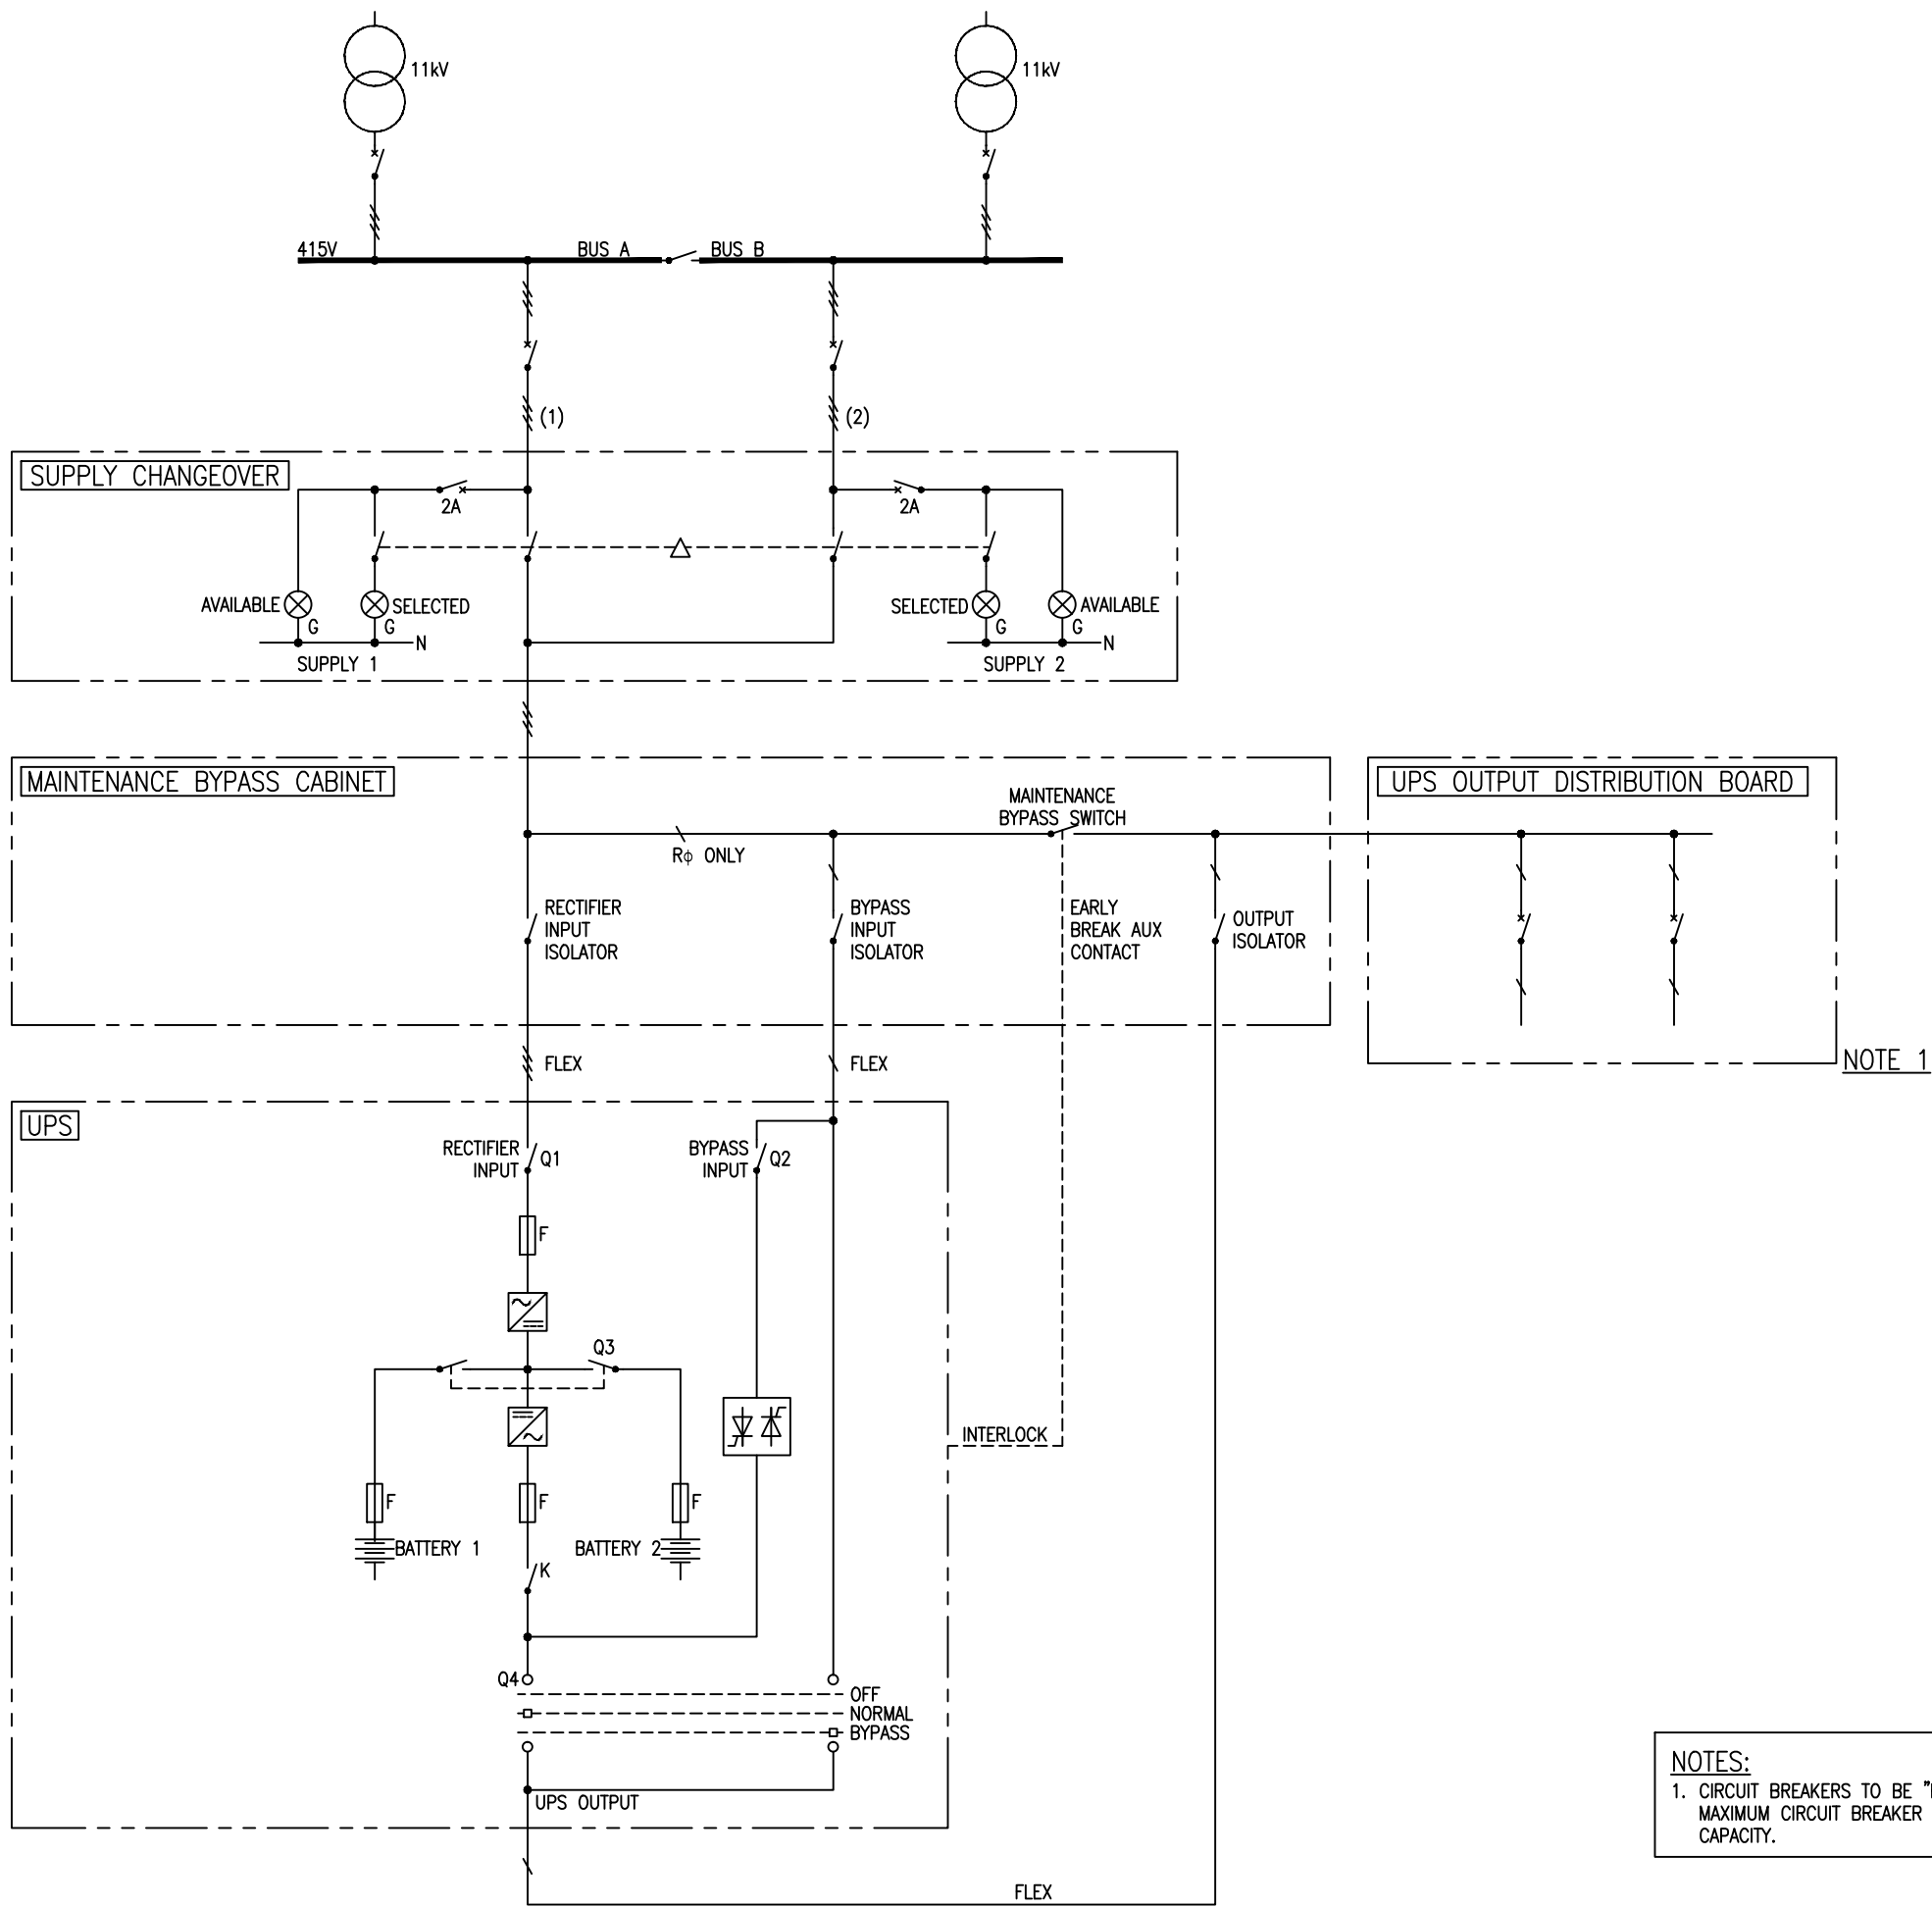 11kV
11kV
415V
BUS A
BUS B
(1)
(2)
SUPPLY CHANGEOVER
2A
2A
AVAILABLE
SELECTED
SELECTED
AVAILABLE
G
G
G
G
N
N
SUPPLY 1
SUPPLY 2
MAINTENANCE BYPASS CABINET
UPS OUTPUT DISTRIBUTION BOARD
MAINTENANCE
BYPASS SWITCH
Rϕ ONLY
RECTIFIER
INPUT
ISOLATOR
BYPASS
INPUT
ISOLATOR
EARLY
BREAK AUX
CONTACT
OUTPUT
ISOLATOR
FLEX
FLEX
NOTE 1
UPS
RECTIFIER
INPUT
Q1
BYPASS
INPUT
Q2
F
Q3
INTERLOCK
F
F
F
BATTERY 1
BATTERY 2
K
Q4
OFF
NORMAL
BYPASS
UPS OUTPUT
FLEX
NOTES:
1. CIRCUIT BREAKERS TO BE "
MAXIMUM CIRCUIT BREAKER
CAPACITY.